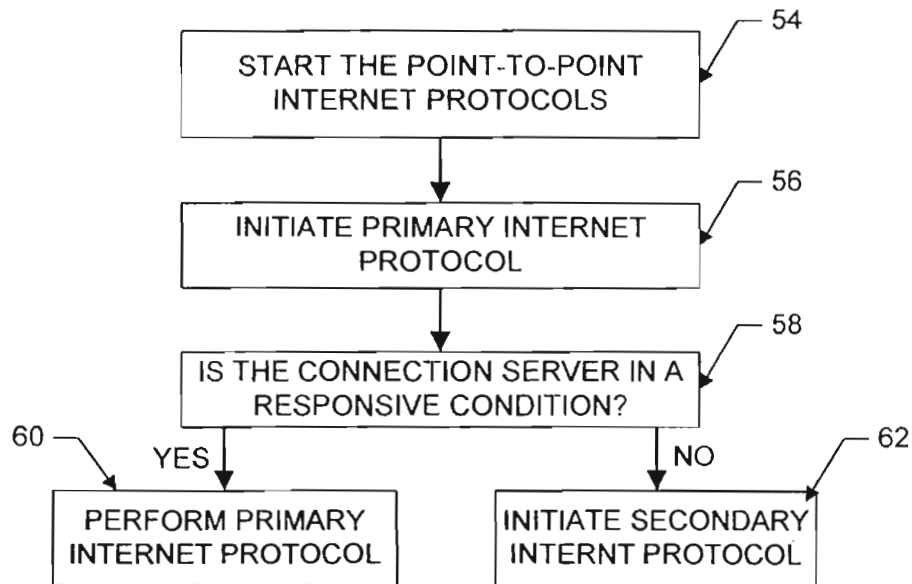 54
START THE POINT-TO-POINT
INTERNET PROTOCOLS
56
INITIATE PRIMARY INTERNET
PROTOCOL
58
IS THE CONNECTION SERVER IN A
RESPONSIVE CONDITION?
60
YES
NO
62
PERFORM PRIMARY
INTERNET PROTOCOL
INITIATE SECONDARY
INTERNT PROTOCOL